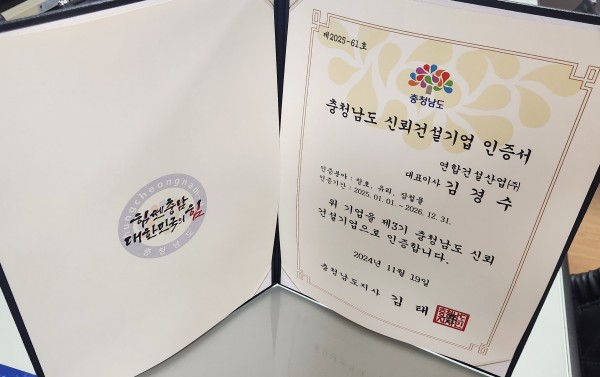 힘쎈충남
대한민국의 힘
제2025-61호
충청남도
충청남도 신뢰건설기업 인증서
연합건설산업(주)
대표이사 김경수
인증분야 : 창호, 유리, 잡철물
인증기간 : 2025. 01. 01.~ 2026. 12. 31.
위 기업을 제3기 충청남도 신뢰
건설기업으로 인증합니다.
2024년 11월 19일
충청남도지사 김태